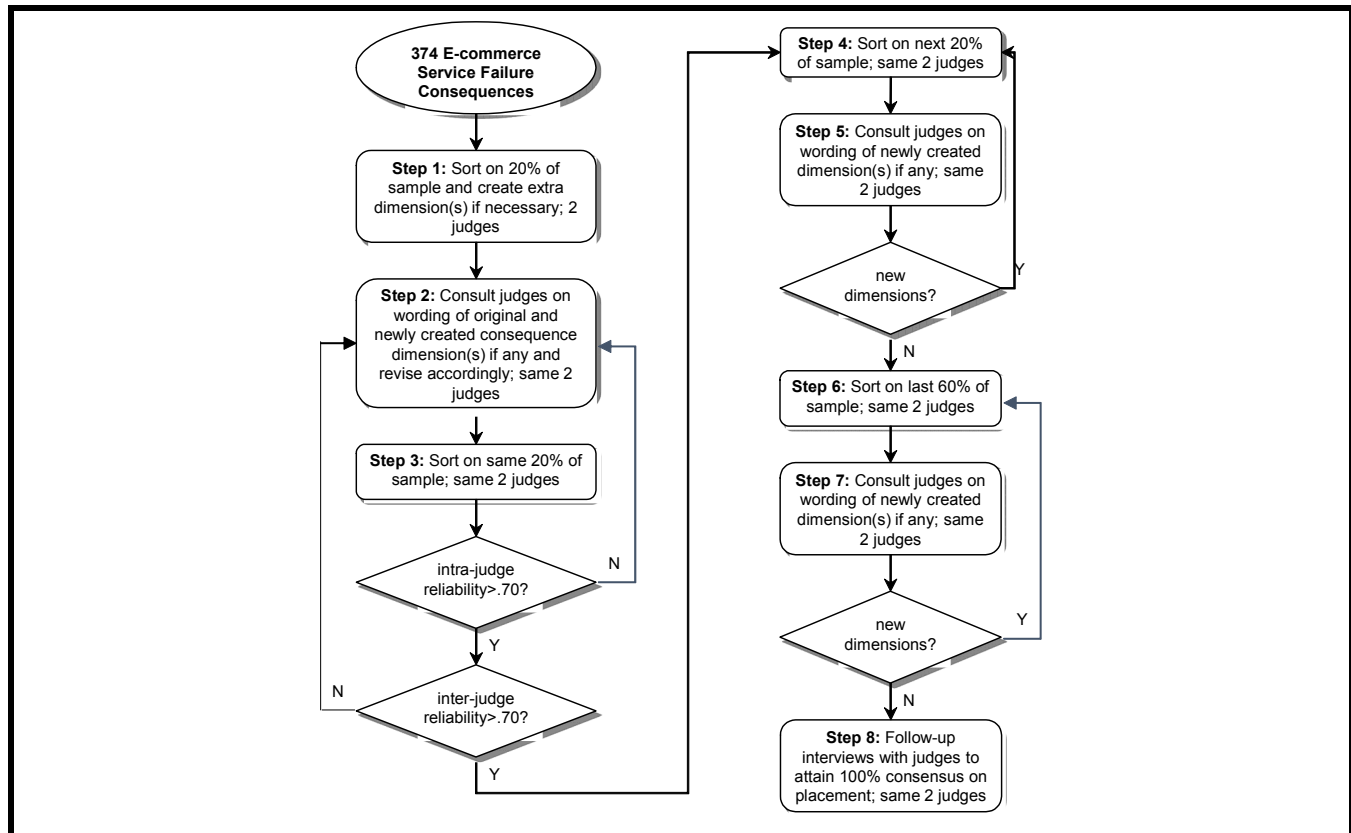 374 E-commerce
Service Failure
Consequences
Step 1: Sort on 20% of
sample and create extra
dimension(s) if necessary; 2
judges
Step 2: Consult judges on
wording of original and
newly created consequence
dimension(s) if any and
revise accordingly; same 2
judges
Step 3: Sort on same 20% of
sample; same 2 judges
intra-judge
reliability>.70?
N
Y
inter-judge
reliability>.70?
N
Y
Step 4: Sort on next 20%
of sample; same 2 judges
Step 5: Consult judges on
wording of newly created
dimension(s) if any; same
2 judges
new
dimensions?
Y
N
Step 6: Sort on last 60% of
sample; same 2 judges
Step 7: Consult judges on
wording of newly created
dimension(s) if any; same
2 judges
new
dimensions?
Y
N
Step 8: Follow-up
interviews with judges to
attain 100% consensus on
placement; same 2 judges